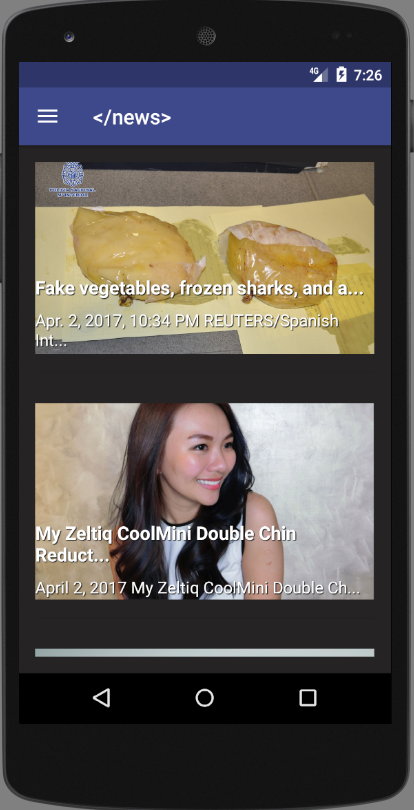 4G 7:26
</news>
Fake vegetables, frozen sharks, and a...
Apr. 2, 2017, 10:34 PM REUTERS/Spanish
Int...
My Zeltiq CoolMini Double Chin
Reduct...
April 2, 2017 My Zeltiq CoolMini Double Ch...